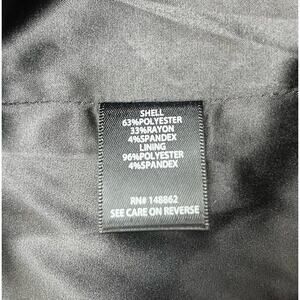 SHELL
63%POLYESTER
33%RAYON
4%SPANDEX
LINING
96%POLYESTER
4%SPANDEX
RN# 148862
SEE CARE ON REVERSE